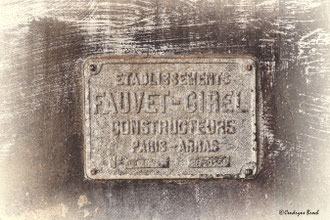 ETABLISSEMENTS
FAUVET-GIREL
CONSTRUCTEURS
PARIS-ARRAS
N°